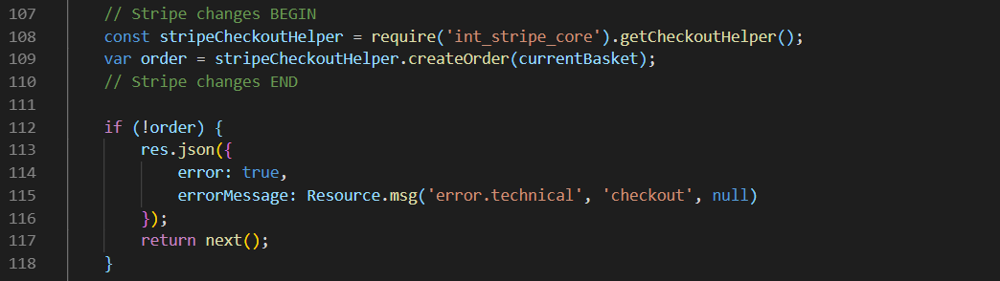 107 // Stripe changes BEGIN
108 const stripeCheckoutHelper = require('int_stripe_core').getCheckoutHelper();
109 var order = stripeCheckoutHelper.createOrder(currentBasket);
110 // Stripe changes END
111
112 if (!order) {
113 res.json({
114 error: true,
115 errorMessage: Resource.msg('error.technical', 'checkout', null)
116 });
117 return next();
118 }